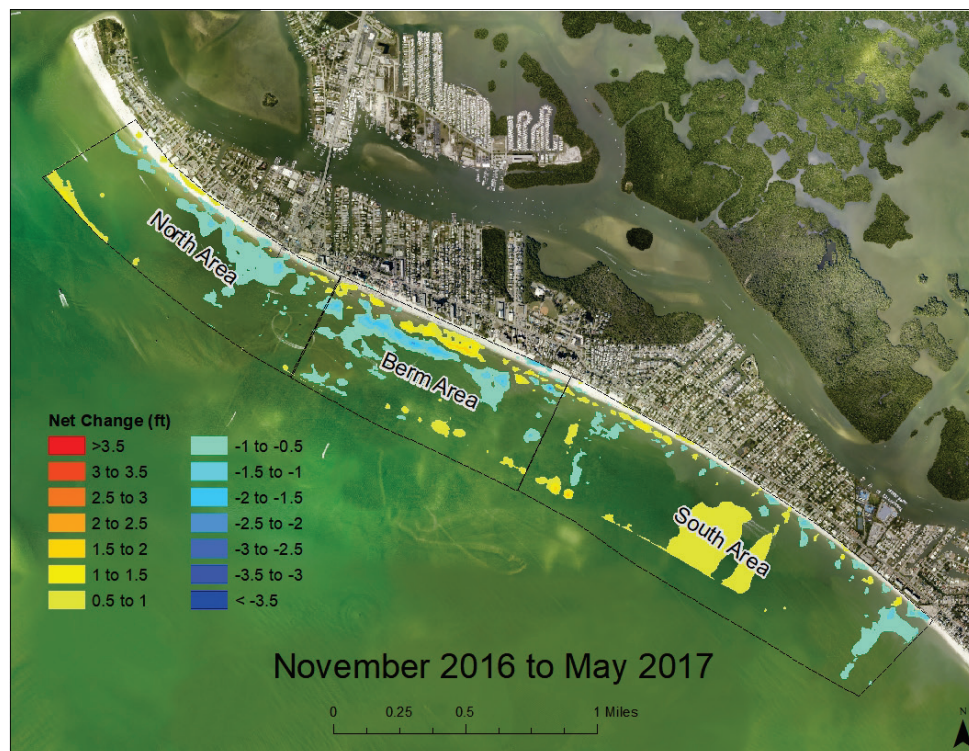 North Area
Berm Area
South Area
Net Change (ft)
>3.5
3 to 3.5
2.5 to 3
2 to 2.5
1.5 to 2
1 to 1.5
0.5 to 1
-1 to -0.5
-1.5 to -1
-2 to -1.5
-2.5 to -2
-3 to -2.5
-3.5 to -3
< -3.5
November 2016 to May 2017
0 0.25 0.5 1 Miles
N